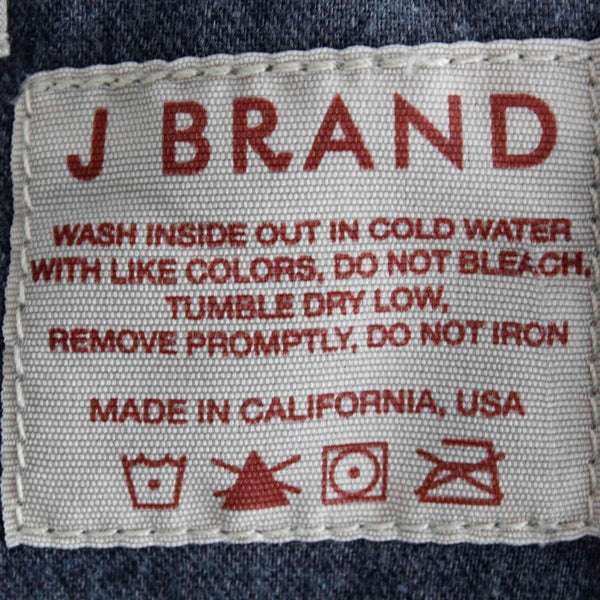 J BRAND
WASH INSIDE OUT IN COLD WATER
WITH LIKE COLORS, DO NOT BLEACH,
TUMBLE DRY LOW,
REMOVE PROMPTLY, DO NOT IRON
MADE IN CALIFORNIA, USA